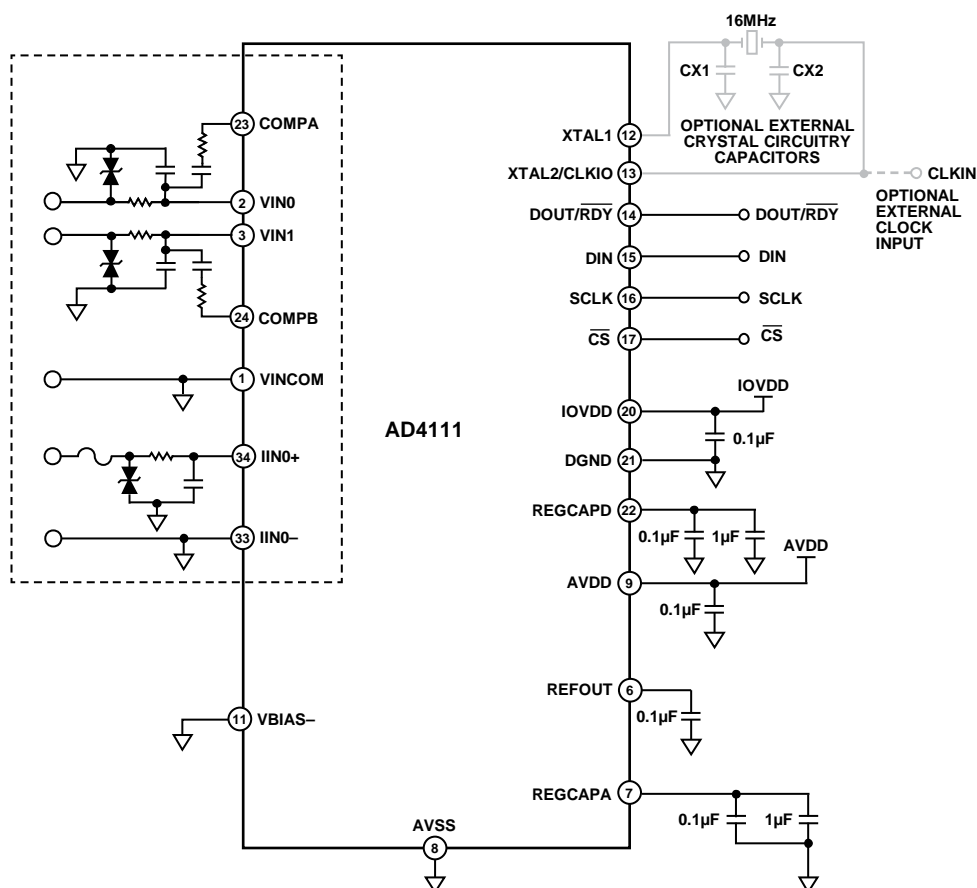 16MHz
CX1
CX2
OPTIONAL EXTERNAL
CRYSTAL CIRCUITRY
CAPACITORS
CLKIN
OPTIONAL
EXTERNAL
CLOCK
INPUT
23 COMPA
2 VIN0
3 VIN1
24 COMPB
1 VINCOM
34 IIN0+
33 IIN0–
11 VBIAS–
AD4111
AVSS
8
XTAL1 12
XTAL2/CLKIO 13
DOUT/RDY 14 DOUT/RDY
DIN 15 DIN
SCLK 16 SCLK
CS 17 CS
IOVDD
IOVDD 20
0.1µF
DGND 21
REGCAPD 22
0.1µF 1µF
AVDD
AVDD 9
0.1µF
REFOUT 6
0.1µF
REGCAPA 7
0.1µF 1µF